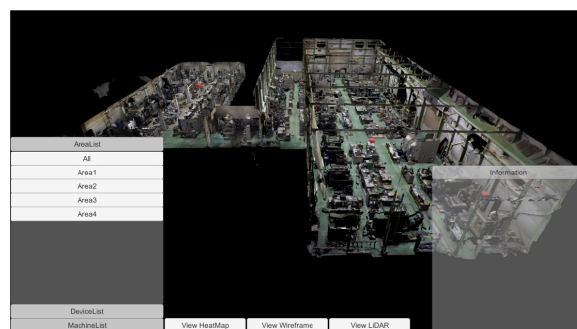 AreaList
All
Area1
Area2
Area3
Area4
Information
DeviceList
MachineList
View HeatMap
View Wireframe
View LiDAR